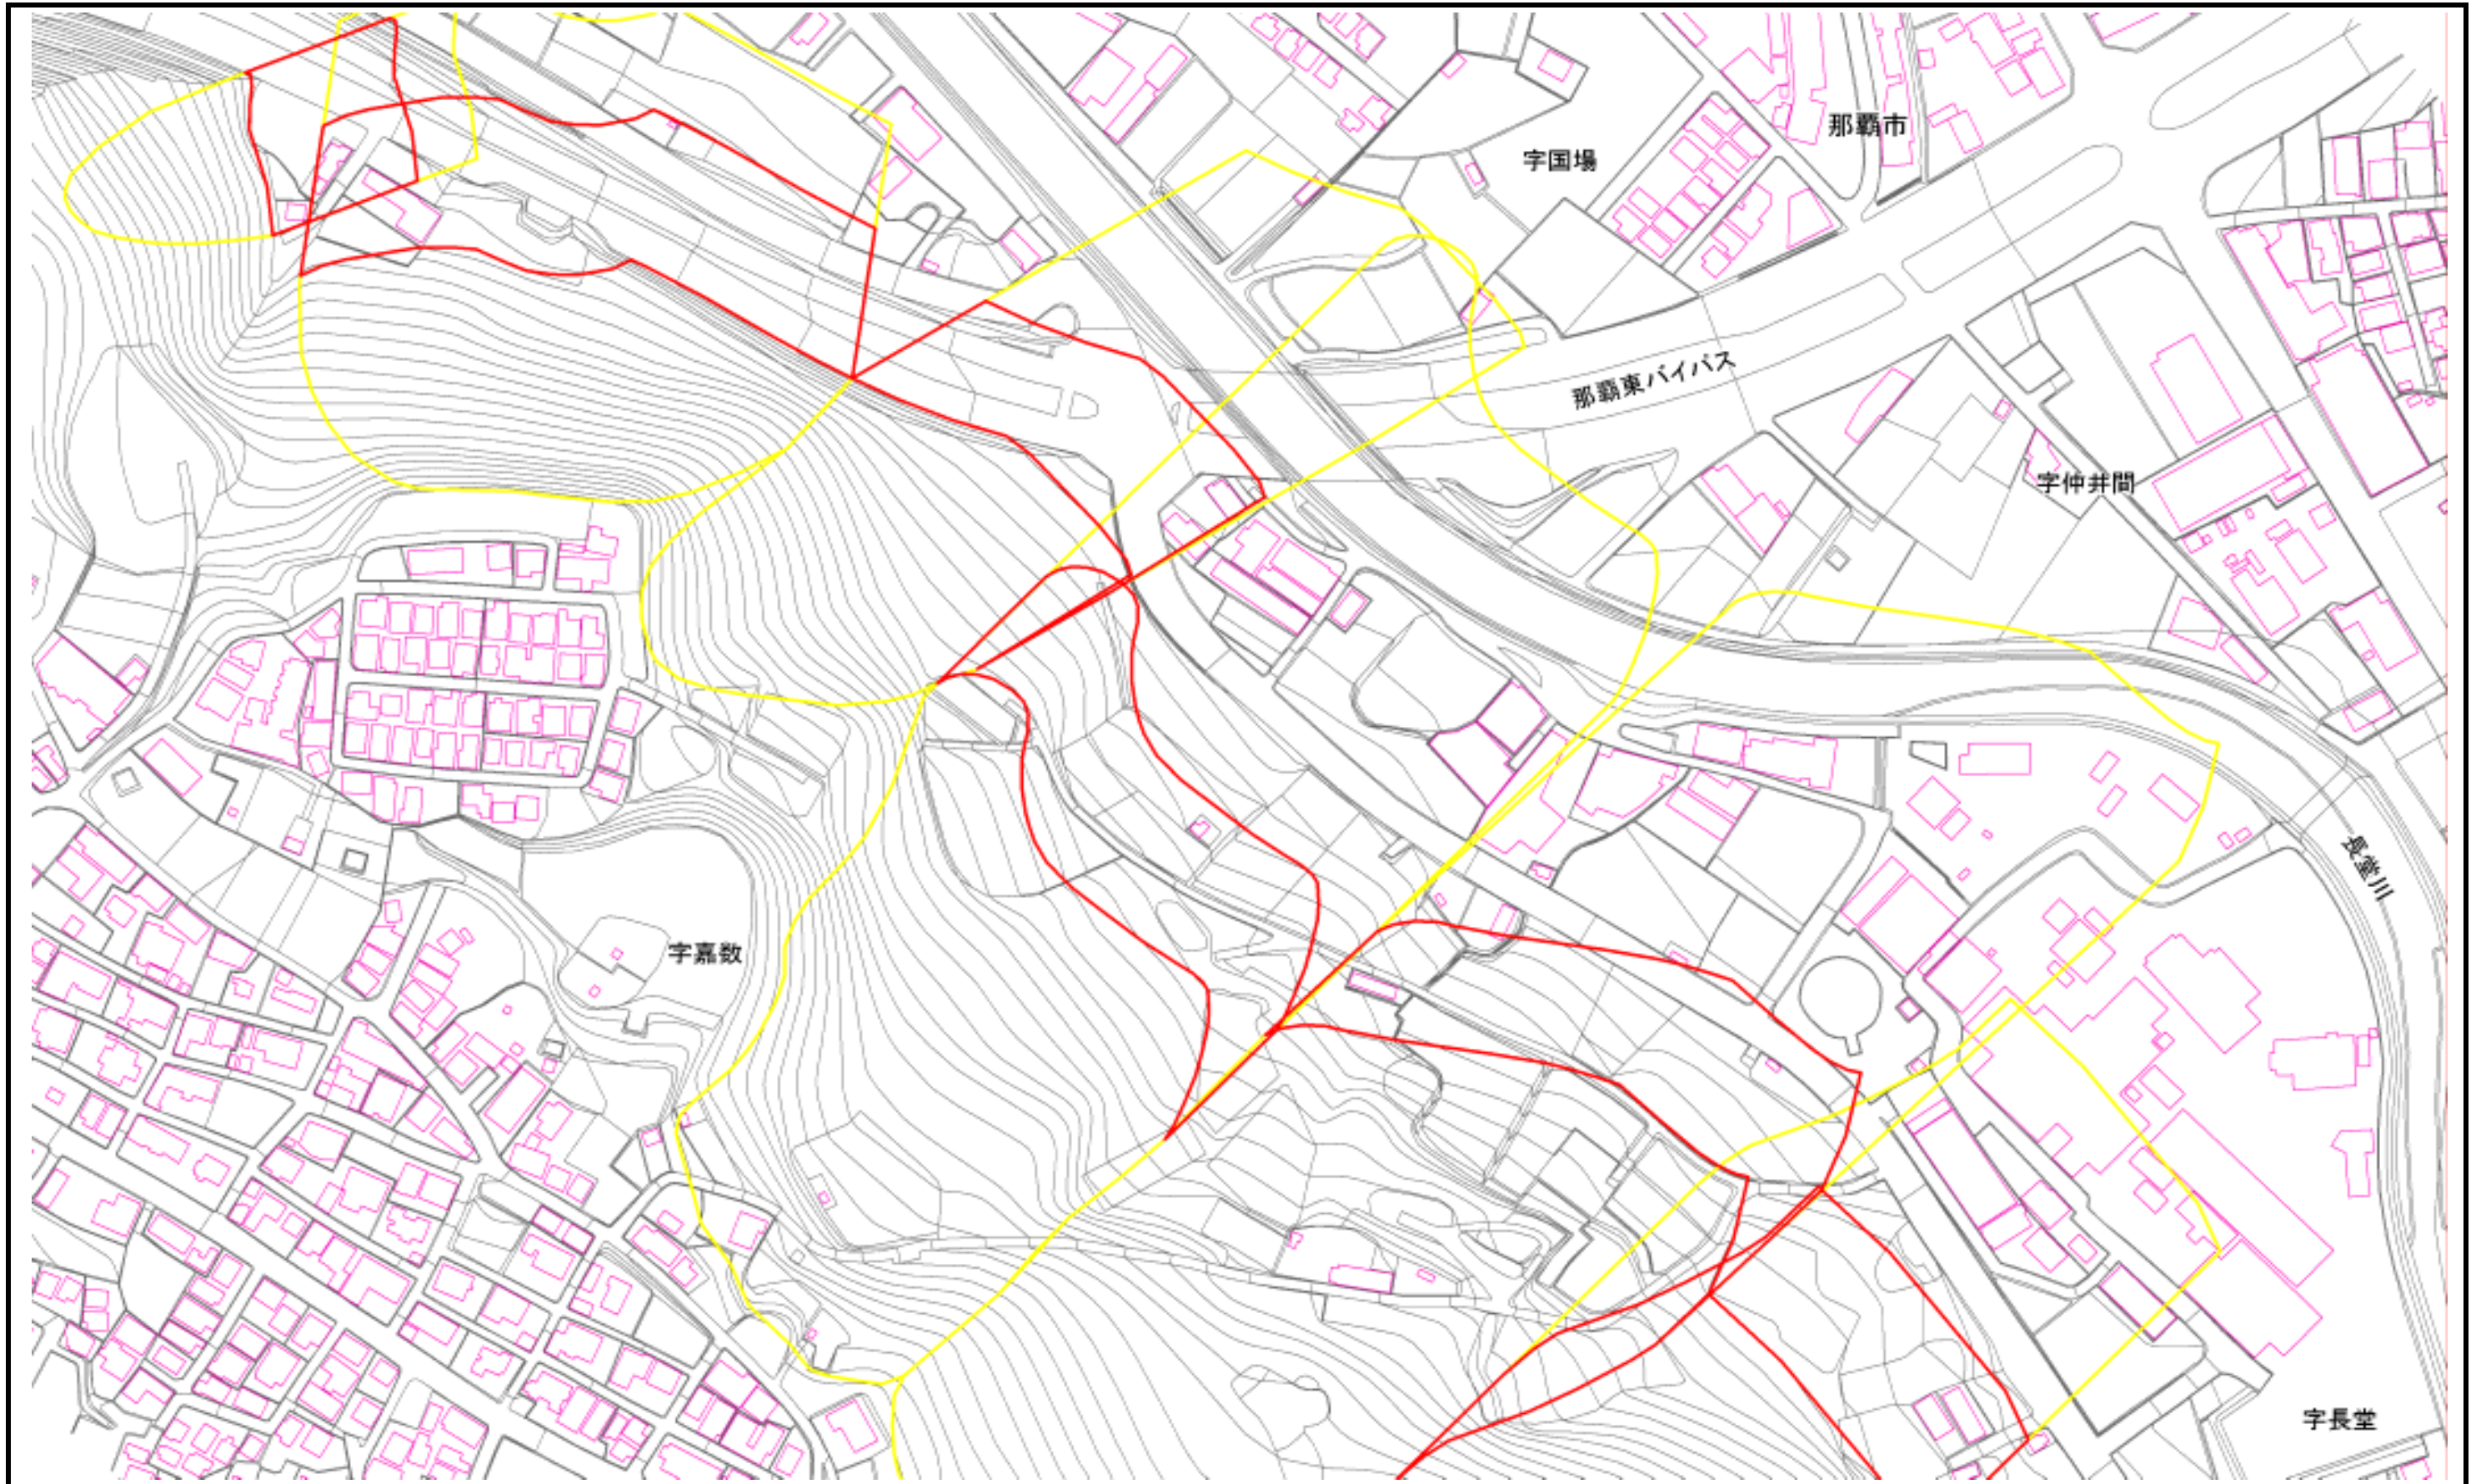 那覇市
字国場
那覇東バイパス
字仲井間
長堂川
字嘉数
字長堂